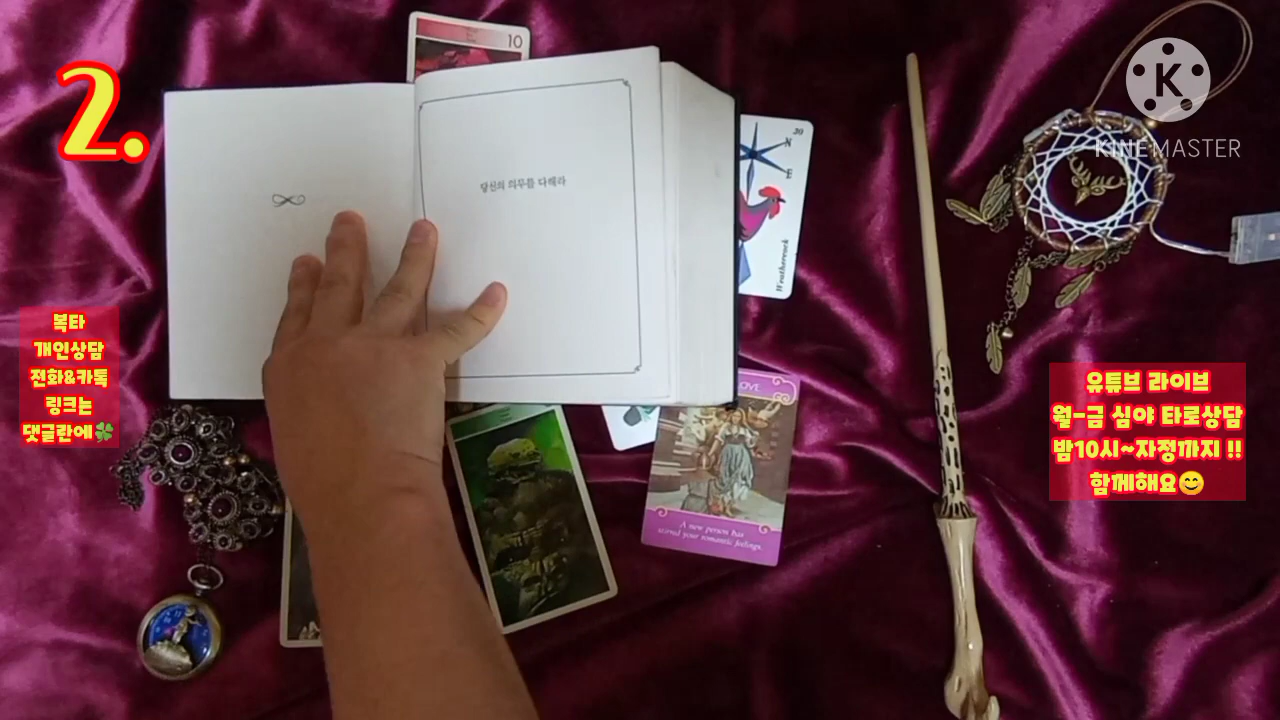 2.
10
당신의 의무를 다해라
K
KINEMASTER
39
Weathercock
복타
개인상담
전화&카톡
링크는
댓글란에🍀
유튜브 라이브
월-금 심야 타로상담
밤10시~자정까지 !!
함께해요😊
LOVE
A new person has
stirred your romantic feelings.